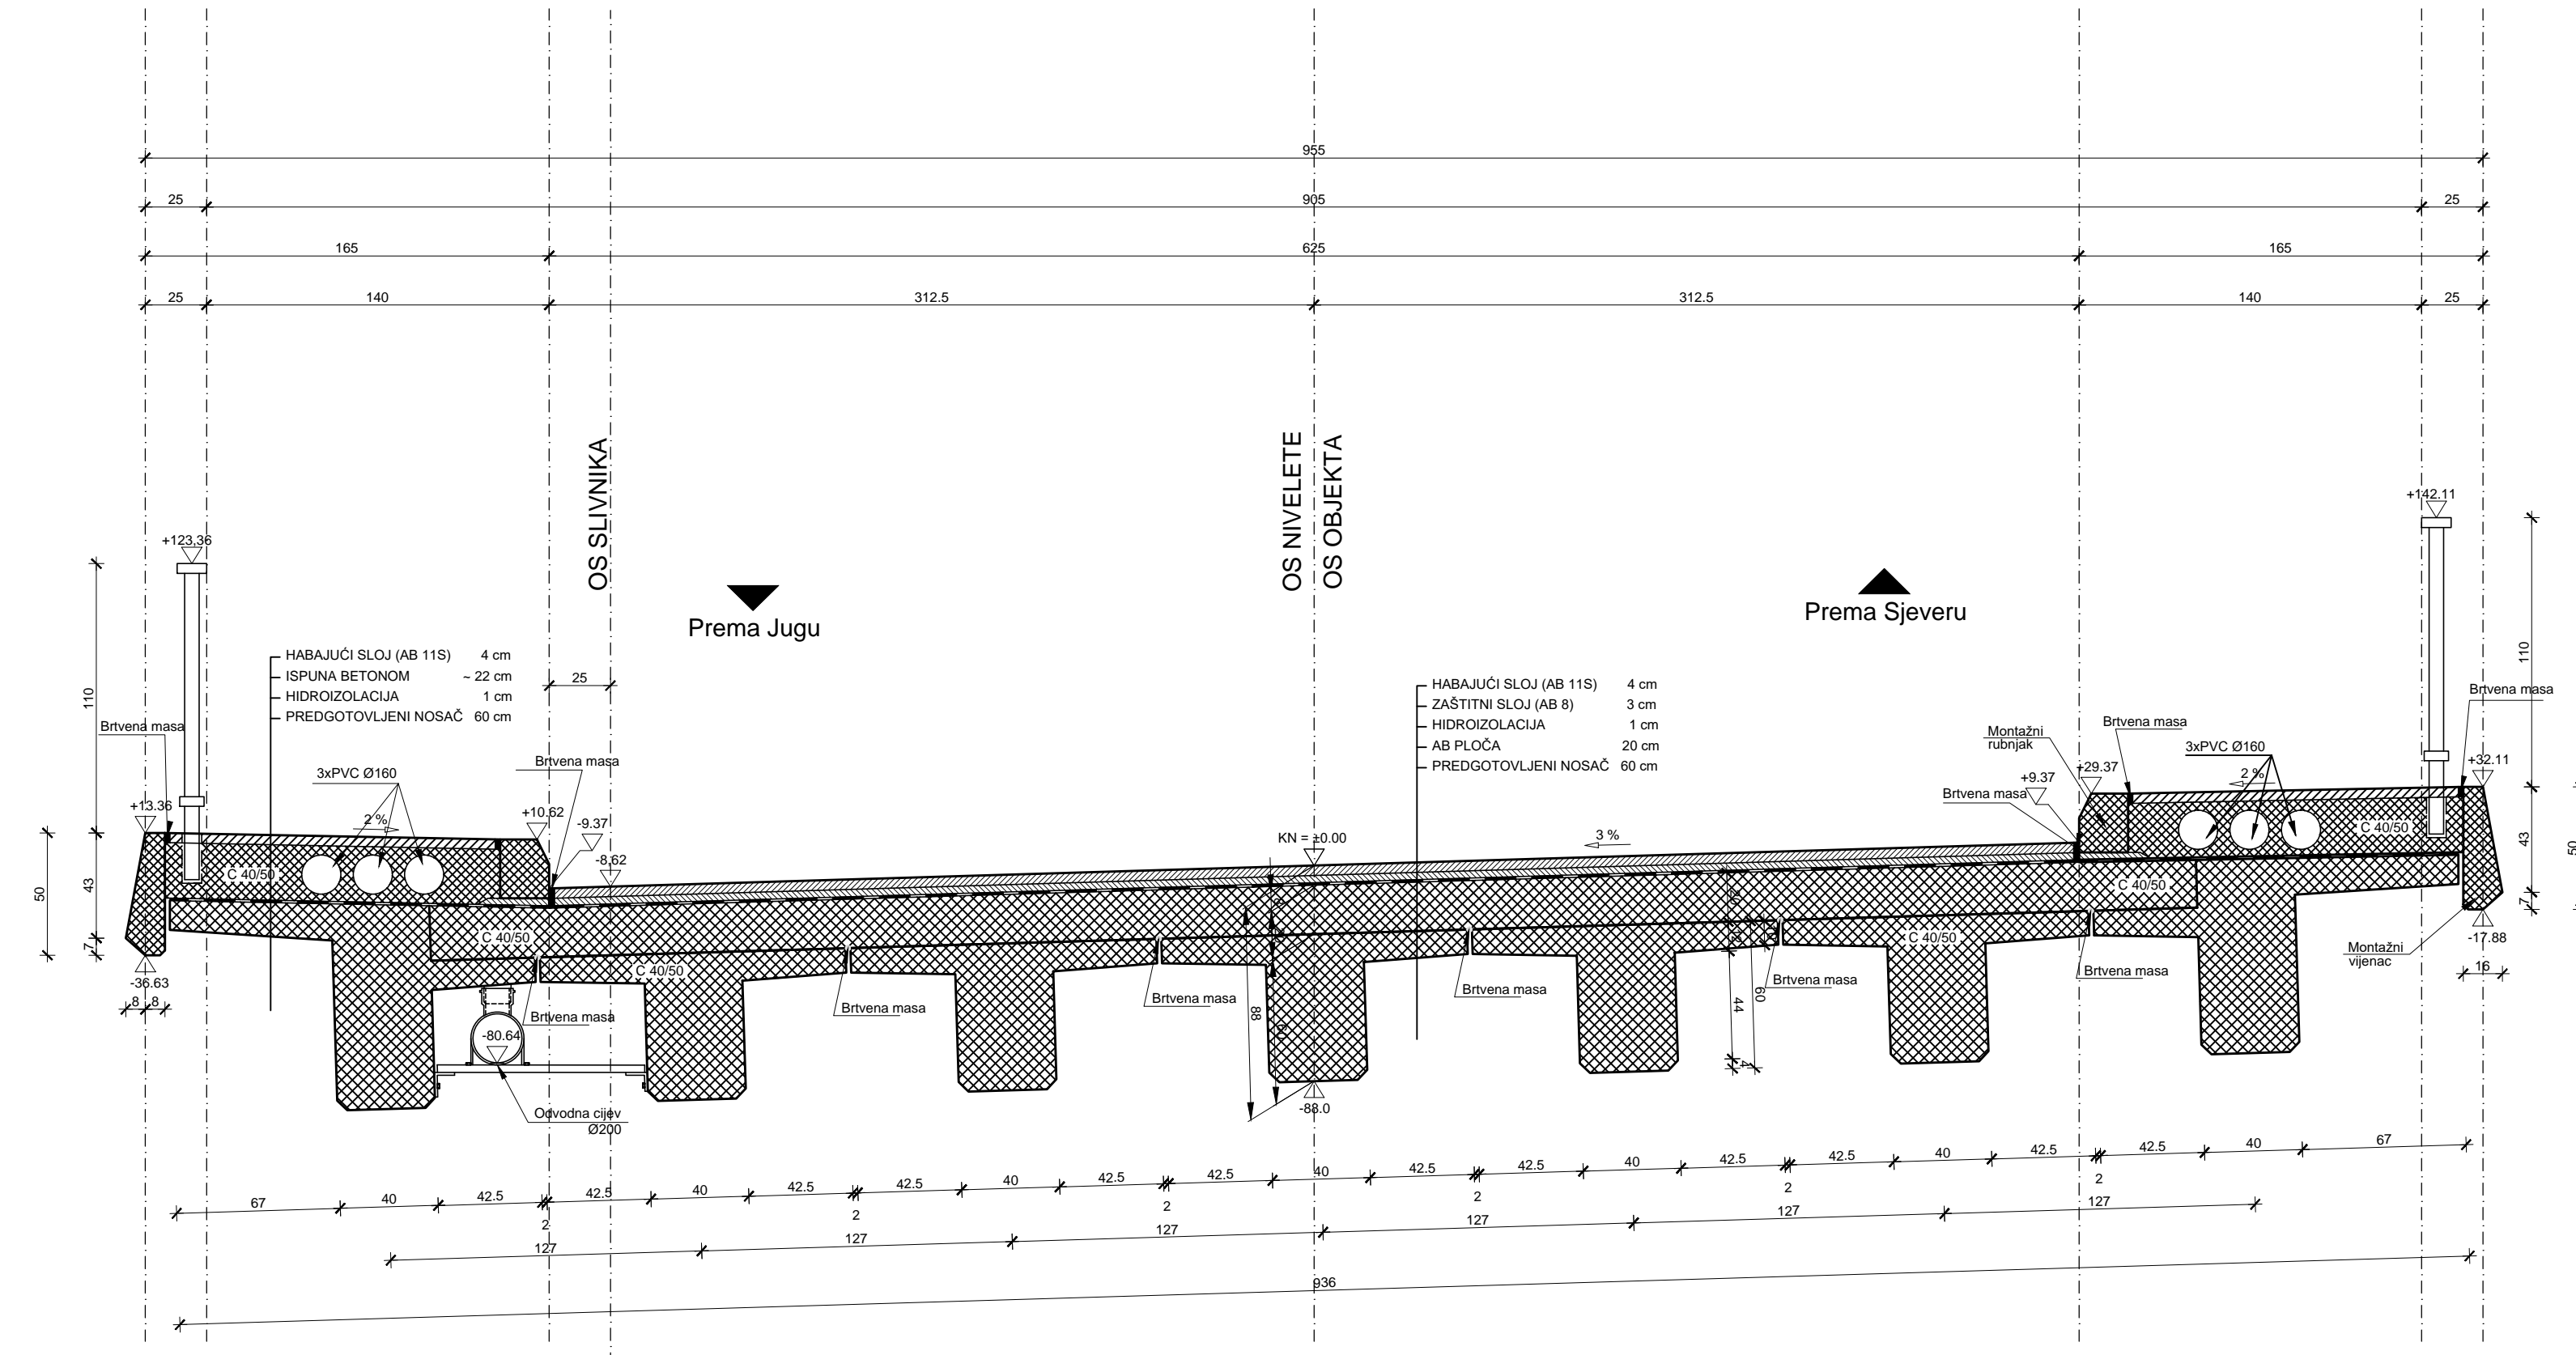 955
25
905
25
165
625
165
25
140
312.5
312.5
140
25
OS SLIVNIKA
OS NIVELETE
OS OBJEKTA
+142.11
+123.36
Prema Jugu
Prema Sjeveru
HABAJUĆI SLOJ (AB 11S) 4 cm
ISPUNA BETONOM ~ 22 cm
HIDROIZOLACIJA 1 cm
PREDGOTOVLJENI NOSAČ 60 cm
25
HABAJUĆI SLOJ (AB 11S) 4 cm
ZAŠTITNI SLOJ (AB 8) 3 cm
HIDROIZOLACIJA 1 cm
AB PLOČA 20 cm
PREDGOTOVLJENI NOSAČ 60 cm
110
110
Brtvena masa
Brtvena masa
Brtvena masa
Brtvena masa
Montažni
rubnjak
3xPVC Ø160
3xPVC Ø160
+32.11
+29.37
+9.37
2 %
Brtvena masa
+13.36
+10.62
-9.37
2 %
-8.62
KN = ±0.00
3 %
C 40/50
C 40/50
C 40/50
C 40/50
C 40/50
C 40/50
50
43
7
43
7
50
-36.63
8
8
-17.88
16
Montažni
vijenac
Brtvena masa
Brtvena masa
Brtvena masa
Brtvena masa
Brtvena masa
Brtvena masa
-80.64
Odvodna cijev
Ø200
88
60
44
60
4
-88.0
67
40
42.5
42.5
40
42.5
42.5
40
42.5
42.5
40
42.5
42.5
40
42.5
42.5
40
42.5
42.5
40
67
2
2
2
2
2
2
127
127
127
127
127
127
936